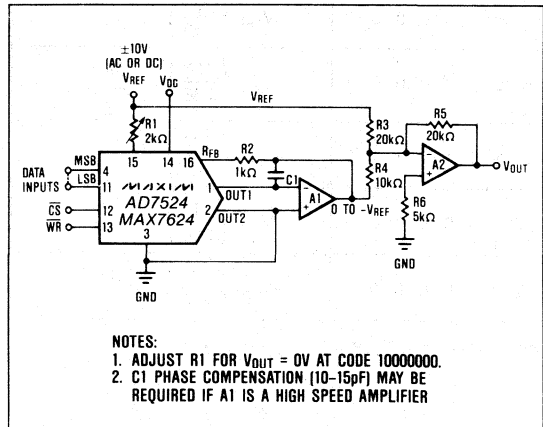 ±10V
(AC OR DC)
VREF
VDG
VREF
R1
2kΩ
R3
20kΩ
R5
20kΩ
15
14
16
RFB
R2
1kΩ
MSB
4
LSB
11
DATA
INPUTS
MAXIM
AD7524
MAX7624
1
OUT1
C1
2
OUT2
A1
0 TO -VREF
R4
10kΩ
A2
VOUT
CS
12
WR
13
3
R6
5kΩ
GND
GND
NOTES:
1. ADJUST R1 FOR VOUT = 0V AT CODE 10000000.
2. C1 PHASE COMPENSATION (10–15pF) MAY BE
REQUIRED IF A1 IS A HIGH SPEED AMPLIFIER